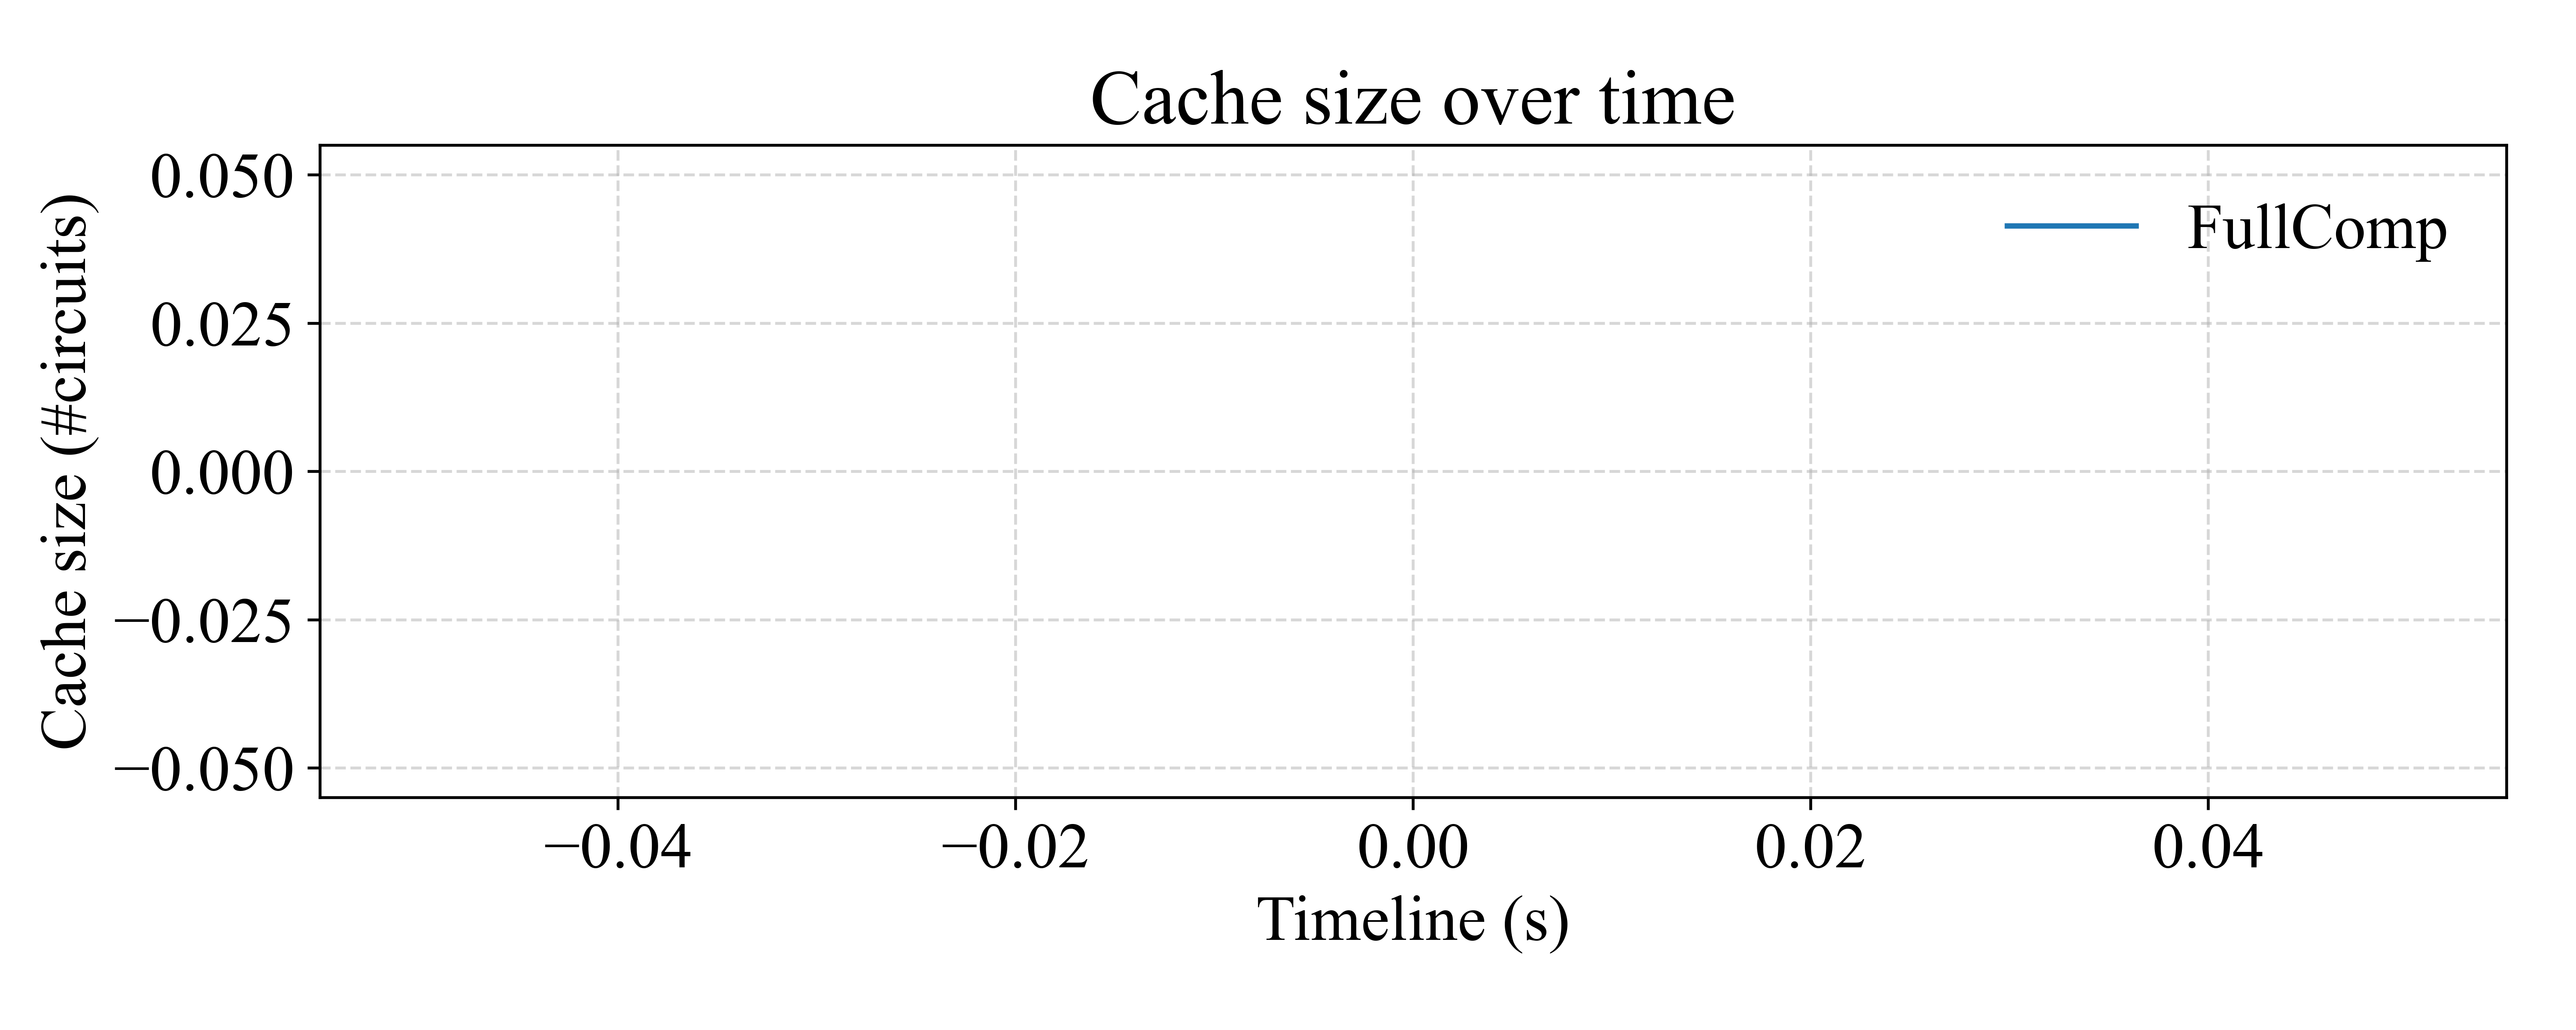 Cache size over time
Cache size (#circuits)
0.050
0.025
0.000
−0.025
−0.050
FullComp
−0.04
−0.02
0.00
0.02
0.04
Timeline (s)